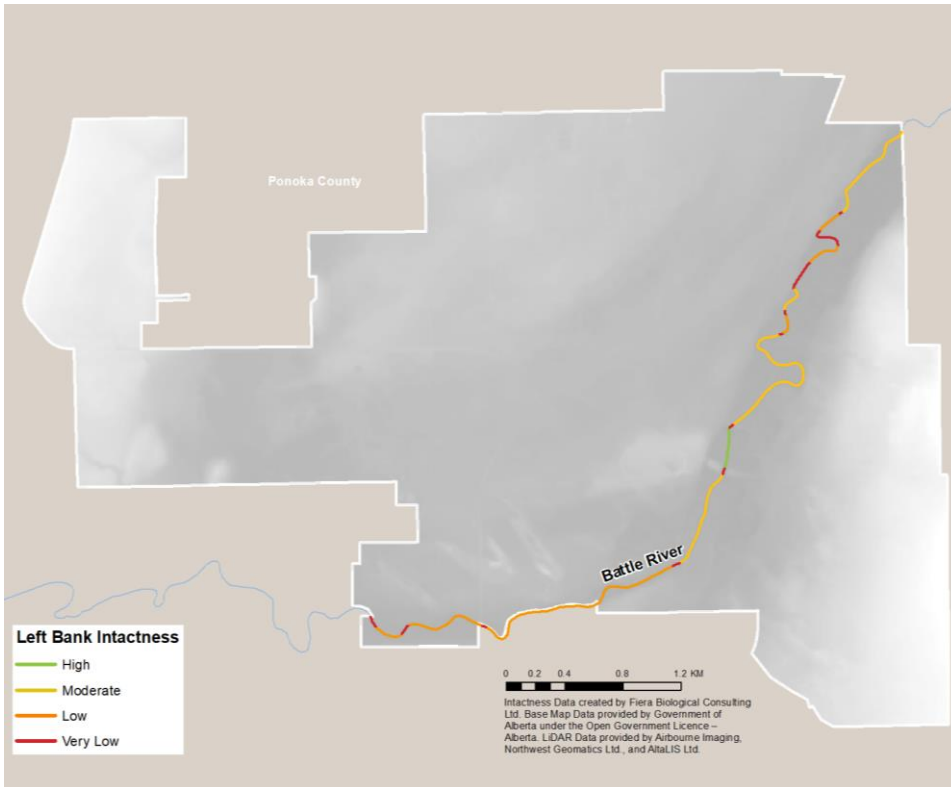 Ponoka County
Battle River
Left Bank Intactness
High
Moderate
Low
Very Low
0 0.2 0.4 0.8 1.2 KM
Intactness Data created by Fiera Biological Consulting
Ltd. Base Map Data provided by Government of
Alberta under the Open Government Licence –
Alberta. LiDAR Data provided by Airbourne Imaging,
Northwest Geomatics Ltd., and AltaLIS Ltd.